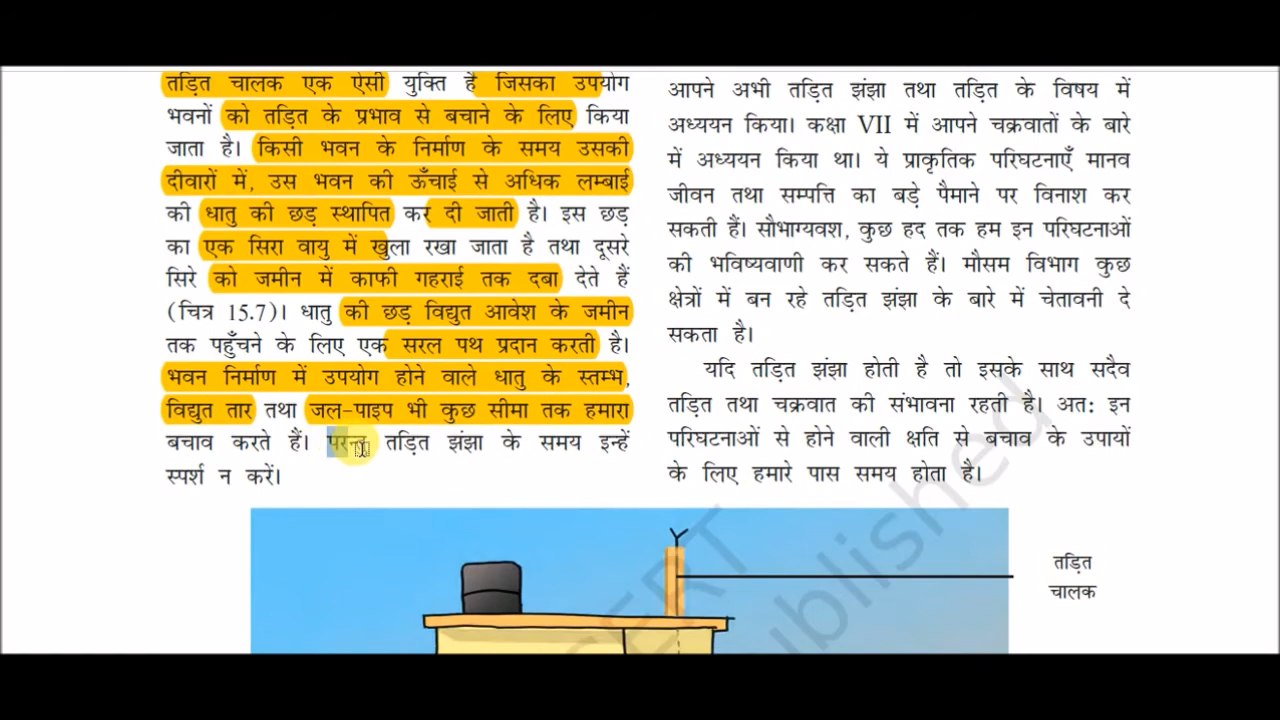 तड़ित चालक एक ऐसी युक्ति है जिसका उपयोग
भवनों को तड़ित के प्रभाव से बचाने के लिए किया
जाता है। किसी भवन के निर्माण के समय उसकी
दीवारों में, उस भवन की ऊँचाई से अधिक लम्बाई
की धातु की छड़ स्थापित कर दी जाती है। इस छड़
का एक सिरा वायु में खुला रखा जाता है तथा दूसरे
सिरे को जमीन में काफी गहराई तक दबा देते हैं
(चित्र 15.7)। धातु की छड़ विद्युत आवेश के जमीन
तक पहुँचने के लिए एक सरल पथ प्रदान करती है।
भवन निर्माण में उपयोग होने वाले धातु के स्तम्भ,
विद्युत तार तथा जल-पाइप भी कुछ सीमा तक हमारा
बचाव करते हैं। परन्तु तड़ित झंझा के समय इन्हें
स्पर्श न करें।
आपने अभी तड़ित झंझा तथा तड़ित के विषय में
अध्ययन किया। कक्षा VII में आपने चक्रवातों के बारे
में अध्ययन किया था। ये प्राकृतिक परिघटनाएँ मानव
जीवन तथा सम्पत्ति का बड़े पैमाने पर विनाश कर
सकती हैं। सौभाग्यवश, कुछ हद तक हम इन परिघटनाओं
की भविष्यवाणी कर सकते हैं। मौसम विभाग कुछ
क्षेत्रों में बन रहे तड़ित झंझा के बारे में चेतावनी दे
सकता है।
यदि तड़ित झंझा होती है तो इसके साथ सदैव
तड़ित तथा चक्रवात की संभावना रहती है। अत: इन
परिघटनाओं से होने वाली क्षति से बचाव के उपायों
के लिए हमारे पास समय होता है।
तड़ित
चालक